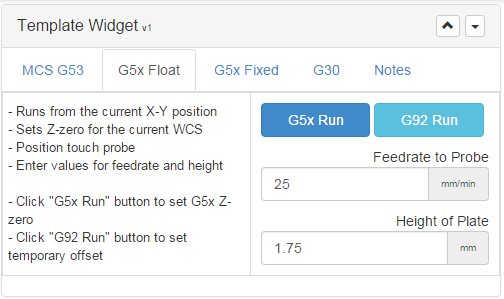 Template Widget v1
MCS G53 G5x Float G5x Fixed G30 Notes
- Runs from the current X-Y position
- Sets Z-zero for the current WCS
- Position touch probe
- Enter values for feedrate and height
- Click "G5x Run" button to set G5x Z-
zero
- Click "G92 Run" button to set
temporary offset
G5x Run G92 Run
Feedrate to Probe
25 mm/min
Height of Plate
1.75 mm